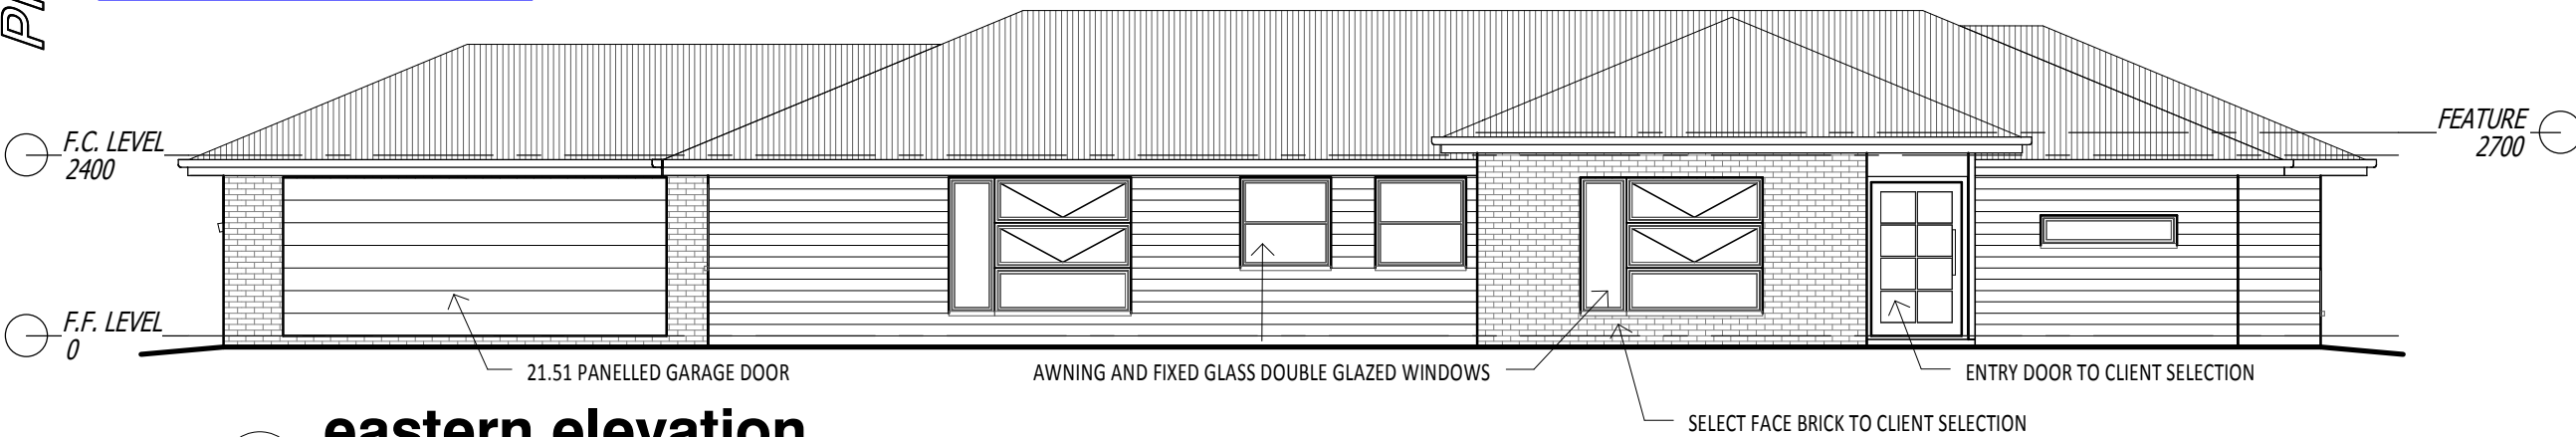 F.C. LEVEL
2400
FEATURE
2700
F.F. LEVEL
0
21.51 PANELLED GARAGE DOOR
AWNING AND FIXED GLASS DOUBLE GLAZED WINDOWS
ENTRY DOOR TO CLIENT SELECTION
SELECT FACE BRICK TO CLIENT SELECTION
eastern elevation